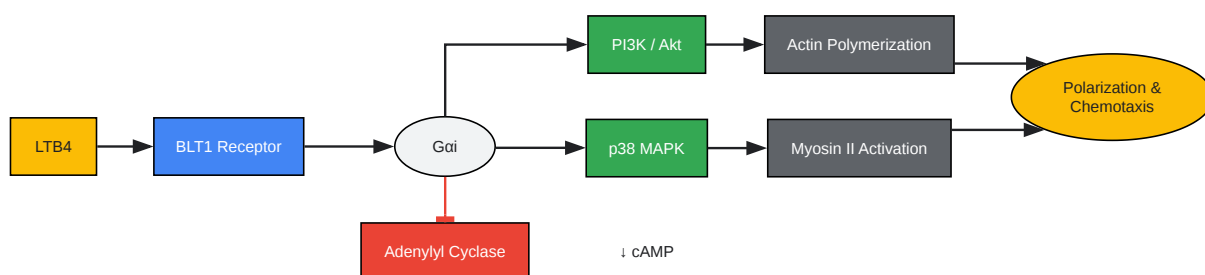 PI3K / Akt
Actin Polymerization
Polarization &
Chemotaxis
LTB4
BLT1 Receptor
Gαi
p38 MAPK
Myosin II Activation
Adenylyl Cyclase
↓ cAMP